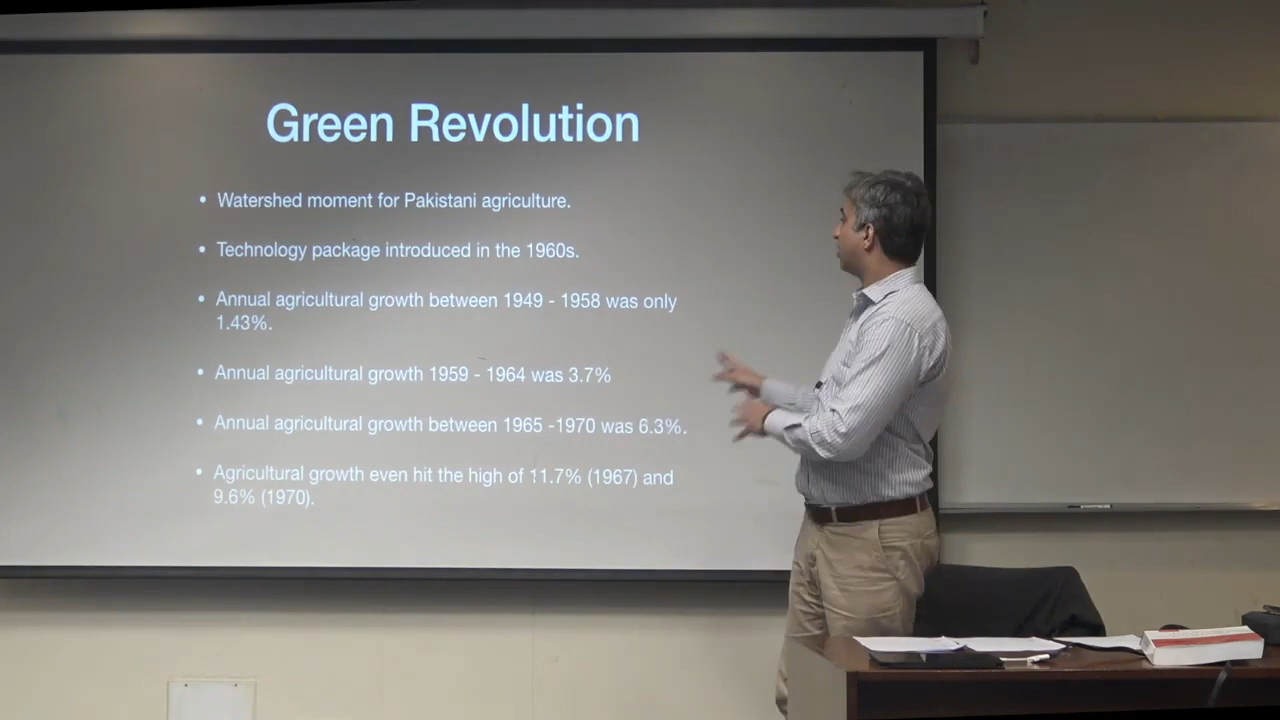 Green Revolution
• Watershed moment for Pakistani agriculture.
• Technology package introduced in the 1960s.
• Annual agricultural growth between 1949 - 1958 was only
1.43%.
• Annual agricultural growth 1959 - 1964 was 3.7%
• Annual agricultural growth between 1965 -1970 was 6.3%.
• Agricultural growth even hit the high of 11.7% (1967) and
9.6% (1970).